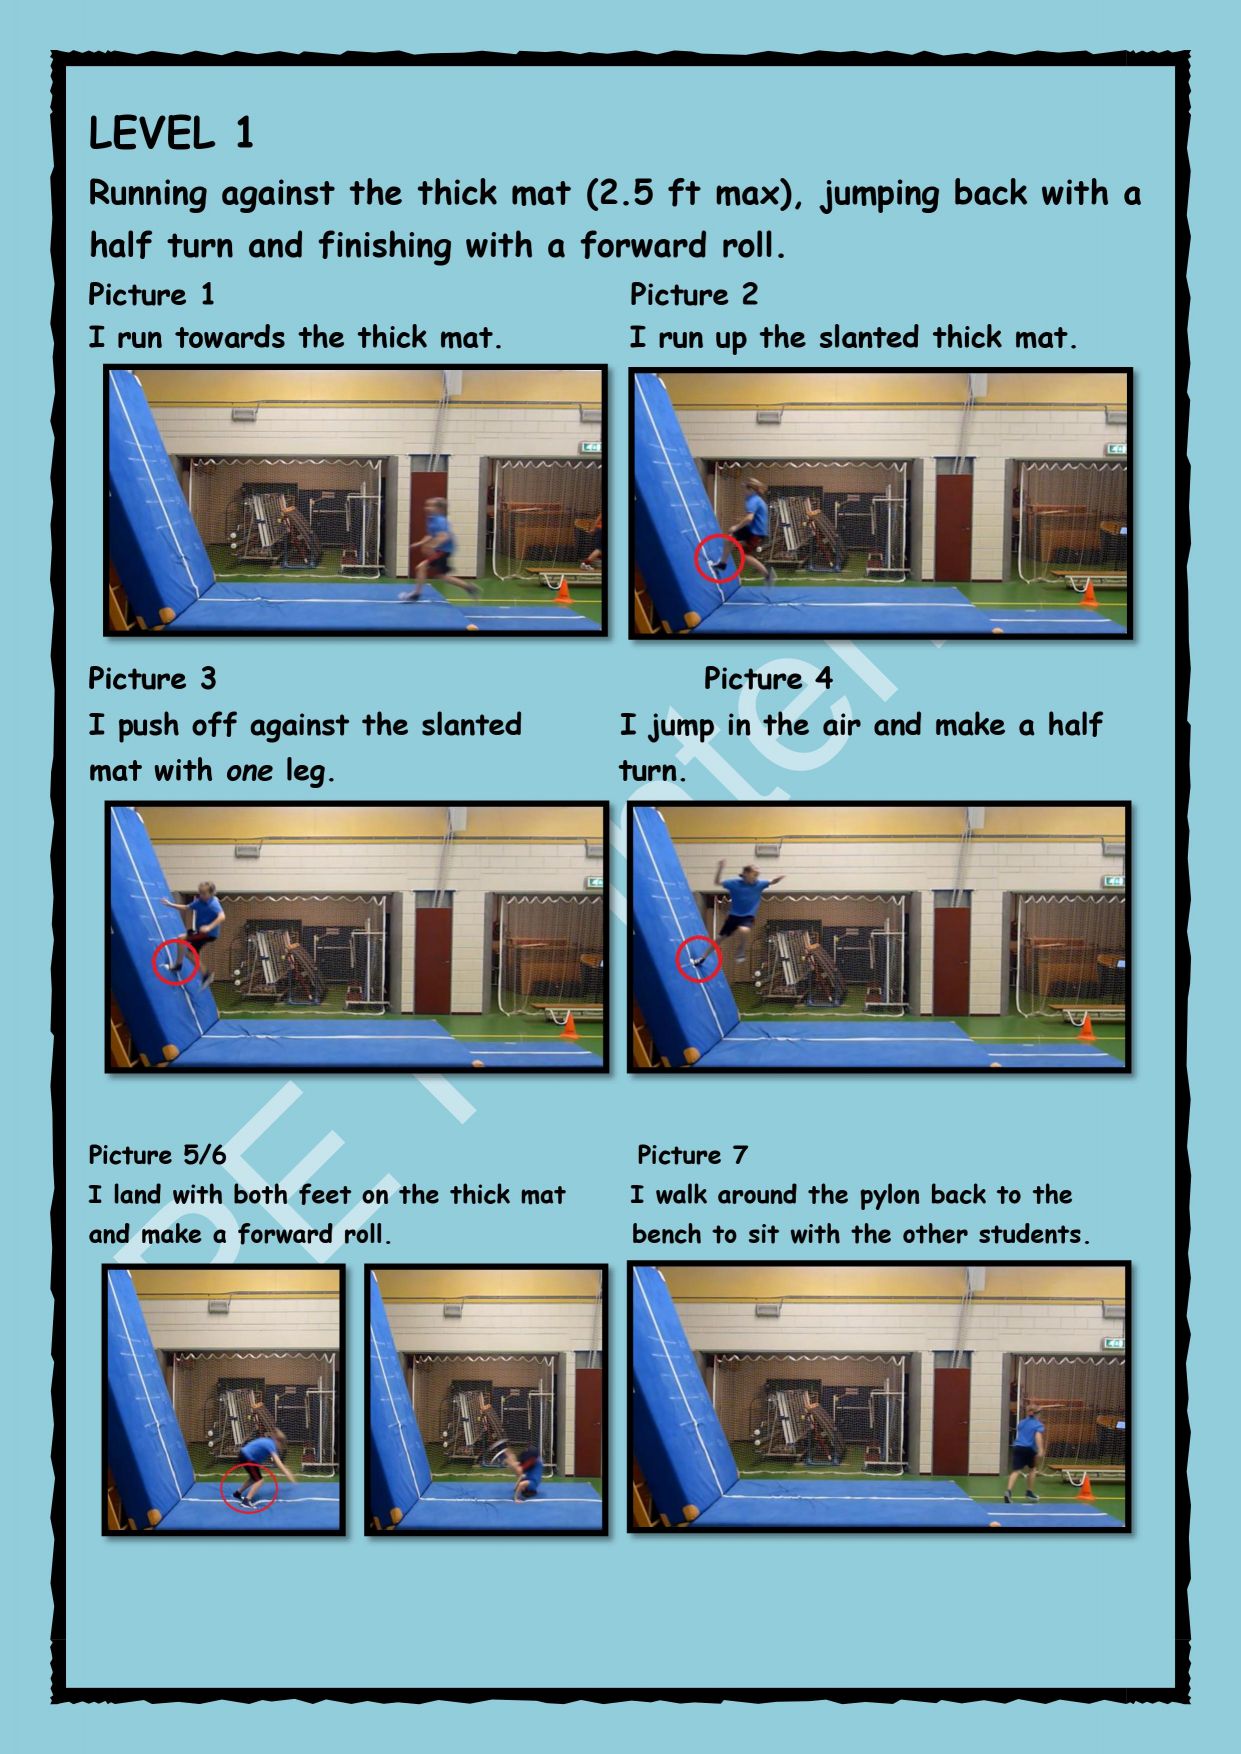 LEVEL 1
Running against the thick mat (2.5 ft max), jumping back with a
half turn and finishing with a forward roll.
Picture 1
I run towards the thick mat.
Picture 2
I run up the slanted thick mat.
Picture 3
I push off against the slanted
mat with one leg.
Picture 4
I jump in the air and make a half
turn.
Picture 5/6
I land with both feet on the thick mat
and make a forward roll.
Picture 7
I walk around the pylon back to the
bench to sit with the other students.